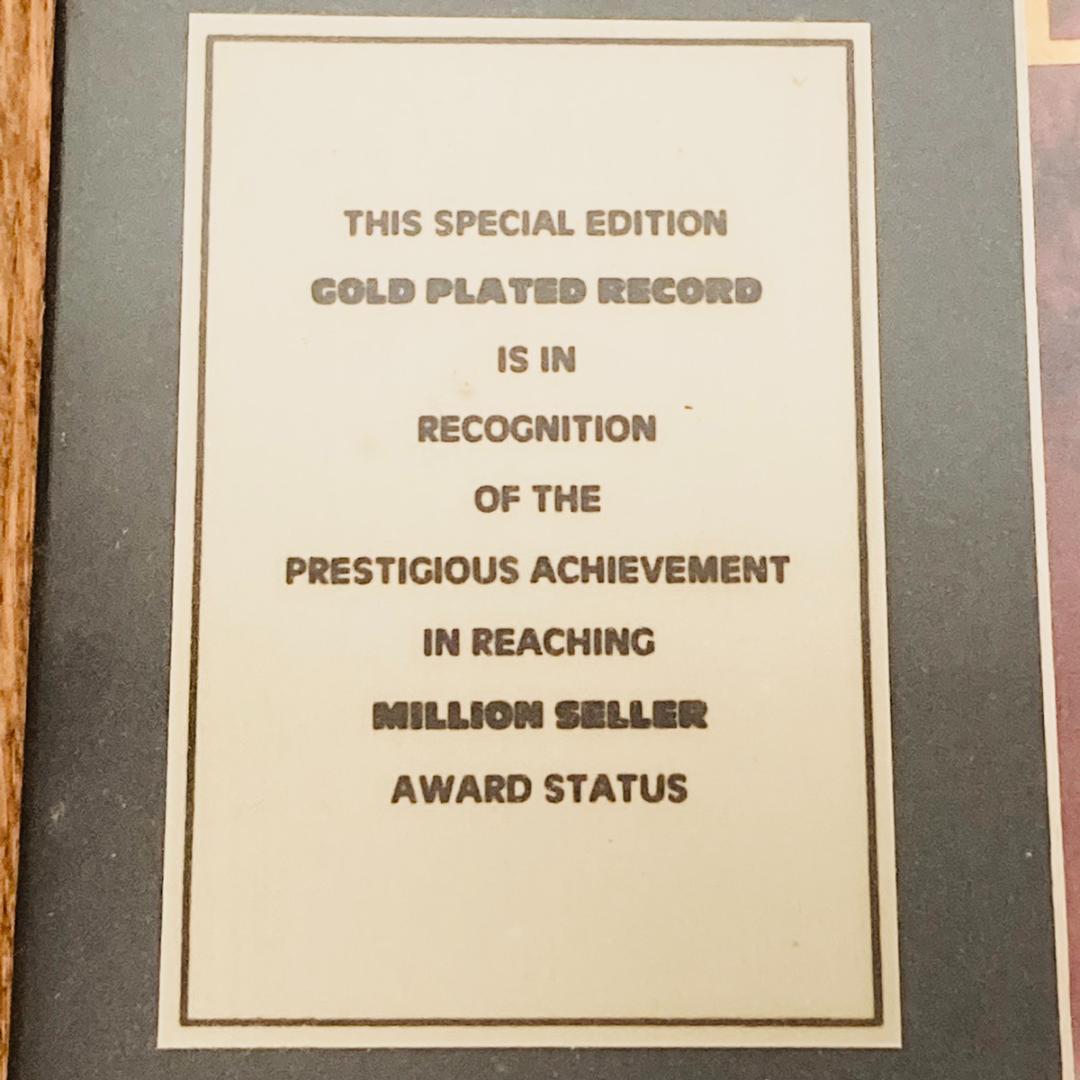 THIS SPECIAL EDITION
GOLD PLATED RECORD
IS IN
RECOGNITION
OF THE
PRESTIGIOUS ACHIEVEMENT
IN REACHING
MILLION SELLER
AWARD STATUS